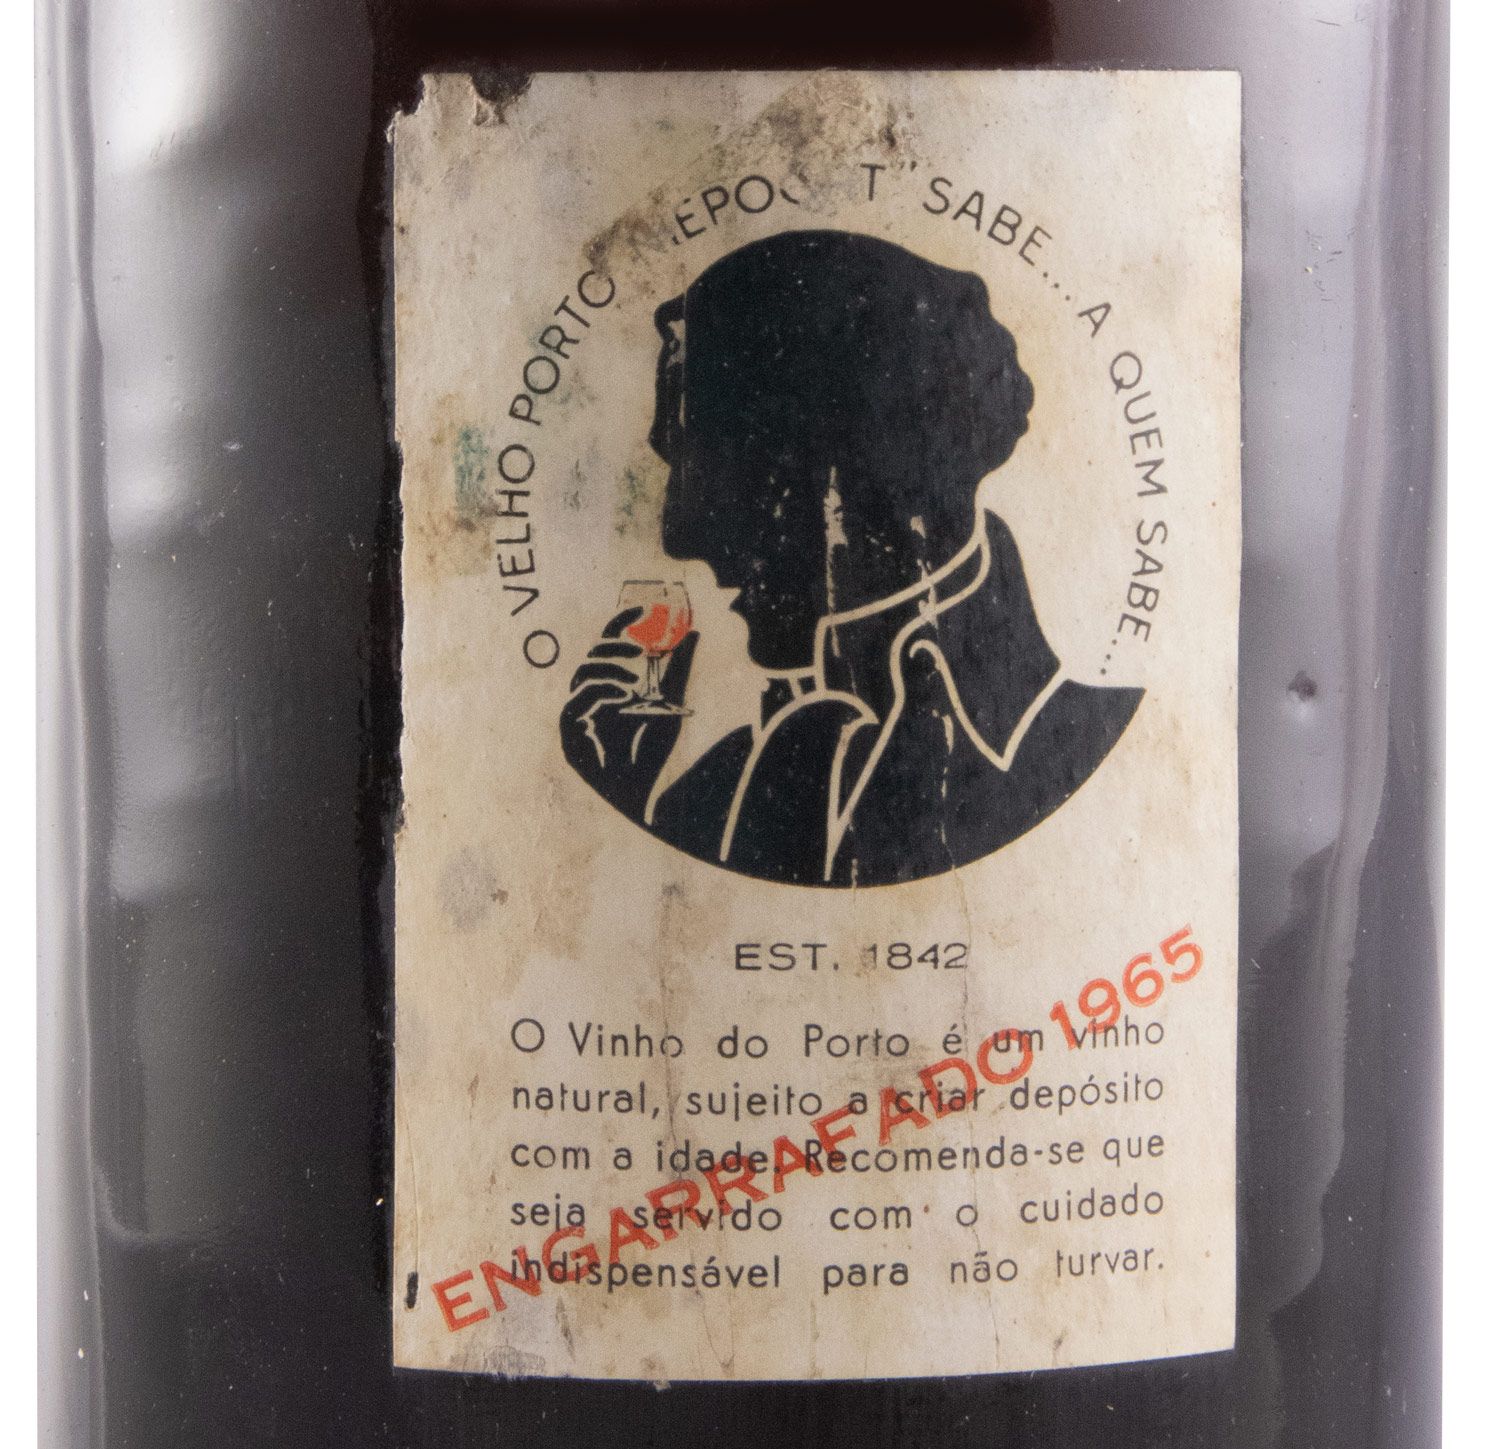 O VELHO PORTO T" SABE... A QUEM SABE...
EST. 1842
ENGARRAFADO 1965
O Vinho do Porto é um vinho
natural, sujeito a criar depósito
com a idade. Recomenda-se que
seja servido com o cuidado
indispensável para não turvar.